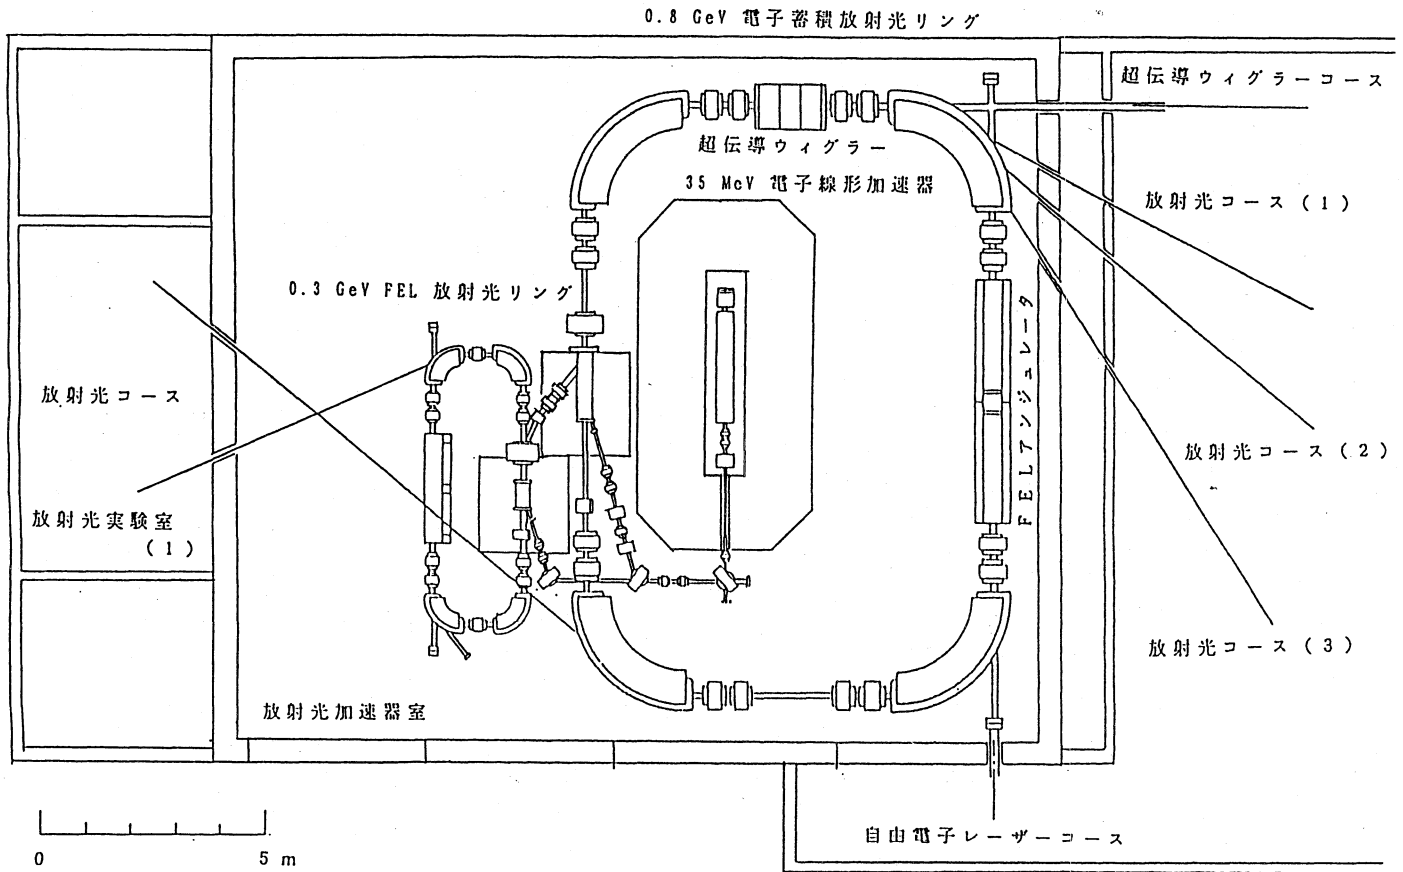 0.8 GeV 電子蓄積放射光リング
超伝導ウィグラーコース
超伝導ウィグラー
35 MeV 電子線形加速器
放射光コース (1)
0.3 GeV FEL 放射光リング
FELアンジュレータ
放射光コース
放射光コース (2)
放射光実験室
(1)
放射光コース (3)
放射光加速器室
自由電子レーザーコース
0 5 m